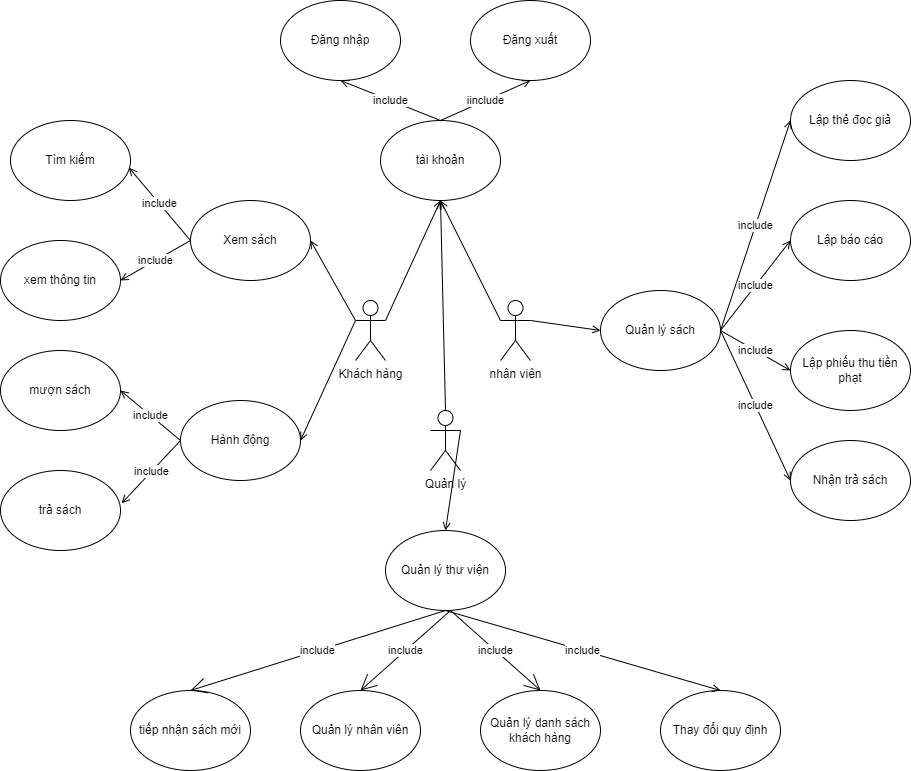 Đăng nhập
Đăng xuất
include
iinclude
tài khoản
Tìm kiếm
include
Xem sách
include
xem thông tin
Lập thẻ đọc giả
include
Lập báo cáo
include
Quản lý sách
include
Lập phiếu thu tiền
phạt
include
Nhận trả sách
Khách hàng
nhân viên
mượn sách
include
Hành động
include
trả sách
Quản lý
Quản lý thư viện
include
include
include
include
tiếp nhận sách mới
Quản lý nhân viên
Quản lý danh sách
khách hàng
Thay đổi quy định